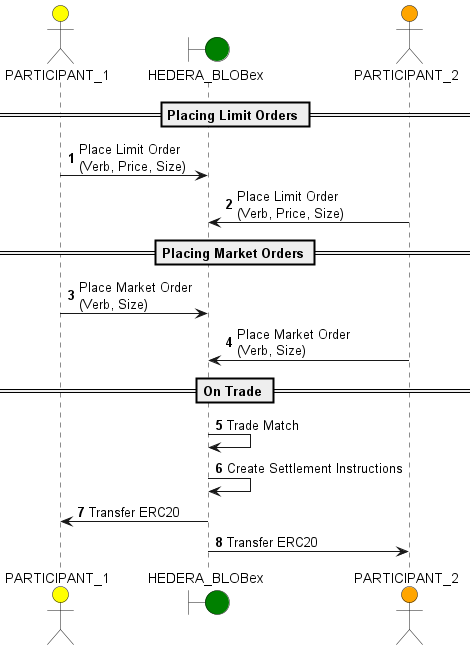 PARTICIPANT_1 HEDERA_BLOBex PARTICIPANT_2
Placing Limit Orders
1 Place Limit Order
(Verb, Price, Size)
2 Place Limit Order
(Verb, Price, Size)
Placing Market Orders
3 Place Market Order
(Verb, Size)
4 Place Market Order
(Verb, Size)
On Trade
5 Trade Match
6 Create Settlement Instructions
7 Transfer ERC20
8 Transfer ERC20
PARTICIPANT_1 HEDERA_BLOBex PARTICIPANT_2